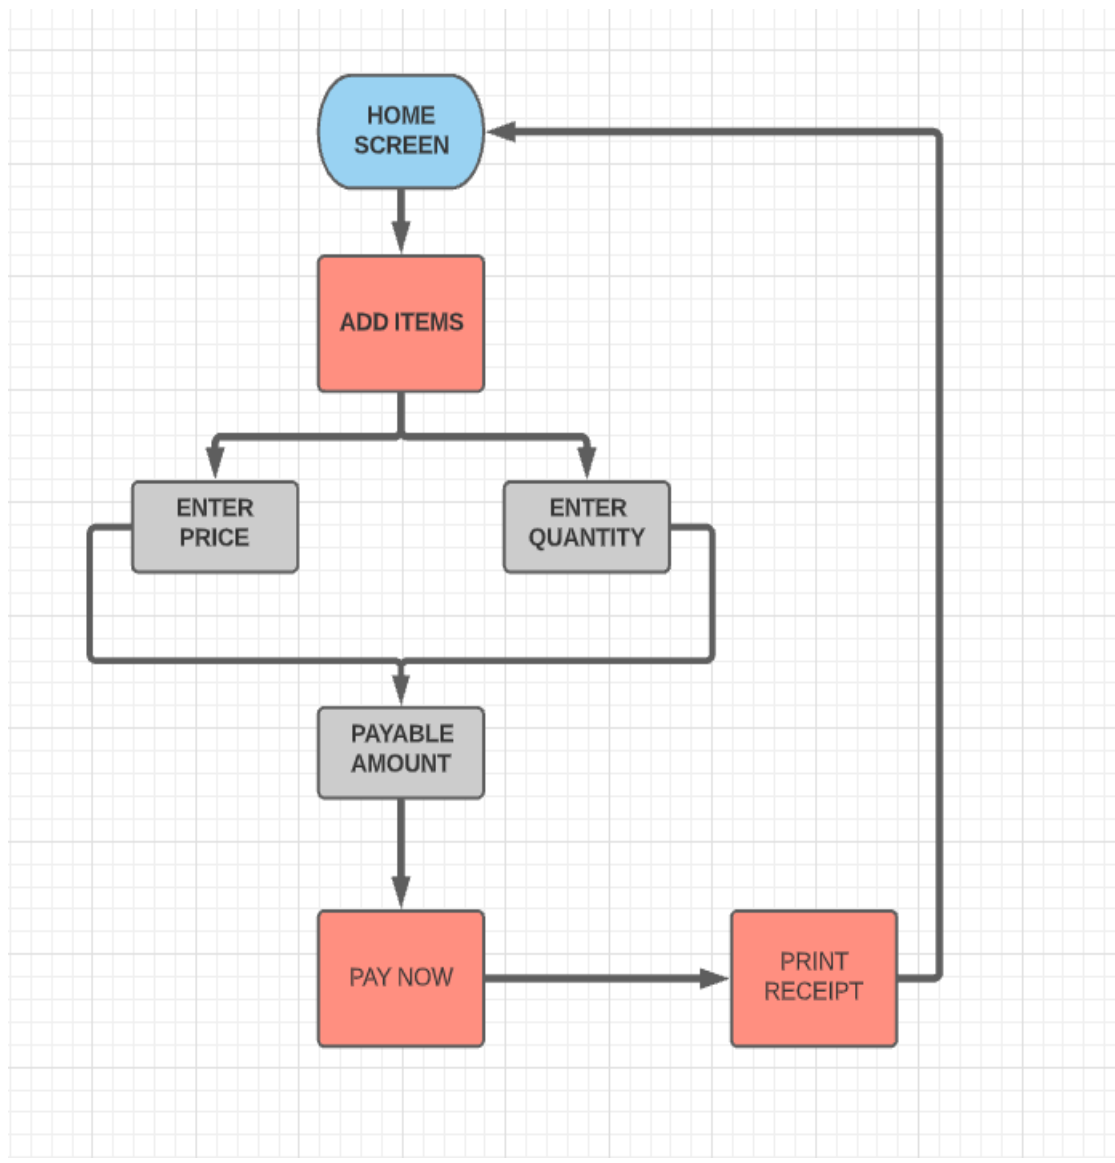 HOME
SCREEN
ADD ITEMS
ENTER
PRICE
ENTER
QUANTITY
PAYABLE
AMOUNT
PAY NOW
PRINT
RECEIPT